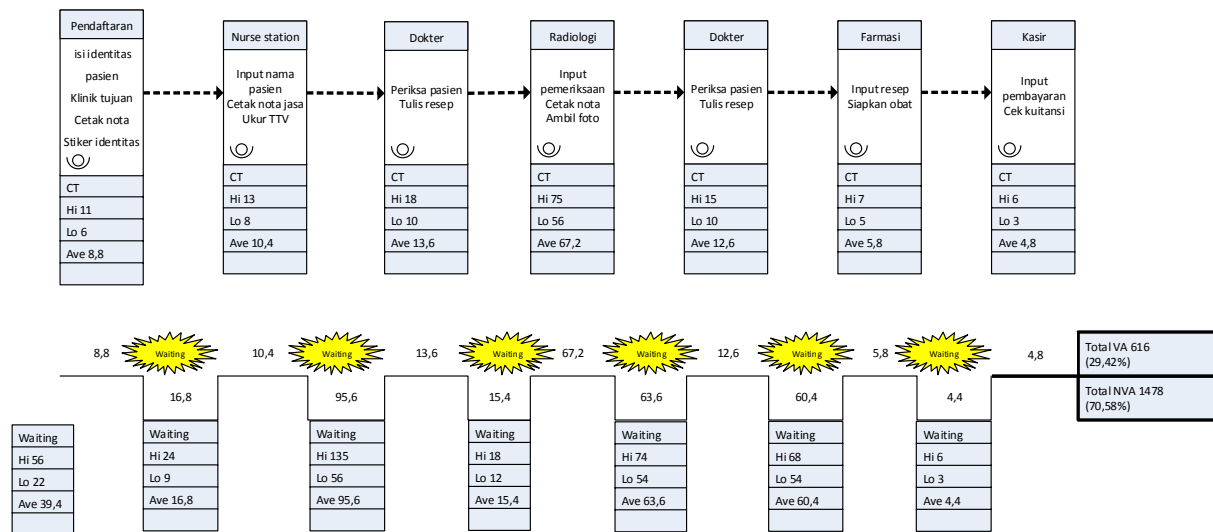 Pendaftaran
isi identitas
pasien
Klinik tujuan
Cetak nota
Stiker identitas
CT
Hi 11
Lo 6
Ave 8,8
Nurse station
Input nama
pasien
Cetak nota jasa
Ukur TTV
CT
Hi 13
Lo 8
Ave 10,4
Dokter
Periksa pasien
Tulis resep
CT
Hi 18
Lo 10
Ave 13,6
Radiologi
Input
pemeriksaan
Cetak nota
Ambil foto
CT
Hi 75
Lo 56
Ave 67,2
Dokter
Periksa pasien
Tulis resep
CT
Hi 15
Lo 10
Ave 12,6
Farmasi
Input resep
Siapkan obat
CT
Hi 7
Lo 5
Ave 5,8
Kasir
Input
pembayaran
Cek kuitansi
CT
Hi 6
Lo 3
Ave 4,8
8,8
Waiting
10,4
Waiting
13,6
Waiting
67,2
Waiting
12,6
Waiting
5,8
Waiting
4,8
Total VA 616
(29,42%)
Total NVA 1478
(70,58%)
16,8
95,6
15,4
63,6
60,4
4,4
Waiting
Hi 56
Lo 22
Ave 39,4
Waiting
Hi 24
Lo 9
Ave 16,8
Waiting
Hi 135
Lo 56
Ave 95,6
Waiting
Hi 18
Lo 12
Ave 15,4
Waiting
Hi 74
Lo 54
Ave 63,6
Waiting
Hi 68
Lo 54
Ave 60,4
Waiting
Hi 6
Lo 3
Ave 4,4